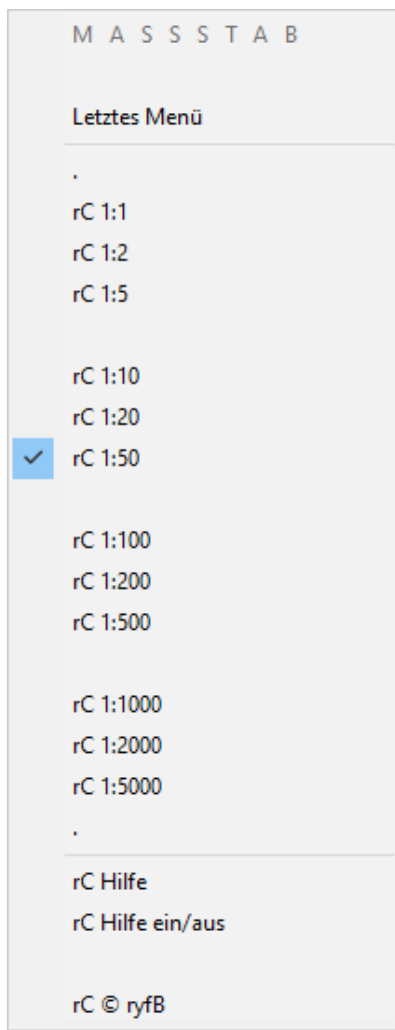 M A S S S T A B
Letztes Menü
.
rC 1:1
rC 1:2
rC 1:5
rC 1:10
rC 1:20
rC 1:50
rC 1:100
rC 1:200
rC 1:500
rC 1:1000
rC 1:2000
rC 1:5000
.
rC Hilfe
rC Hilfe ein/aus
rC © ryfB